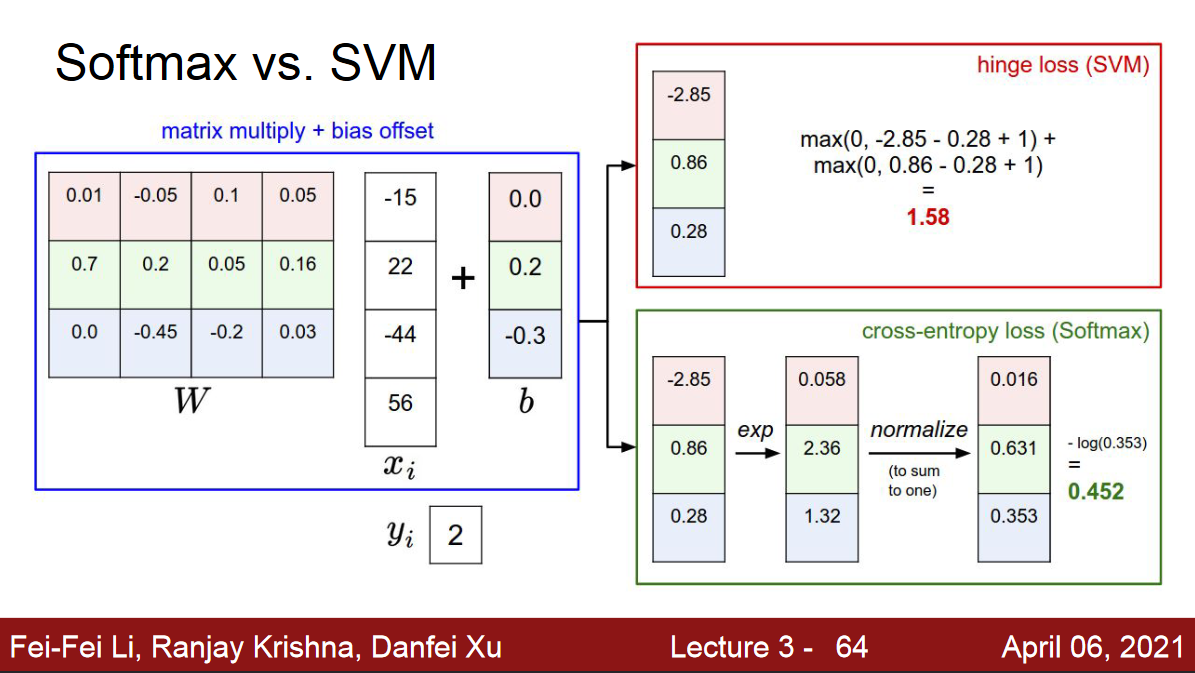 Softmax vs. SVM
matrix multiply + bias offset
0.01 -0.05 0.1 0.05
0.7 0.2 0.05 0.16
0.0 -0.45 -0.2 0.03
W
-15
22
-44
56
x_i
+
0.0
0.2
-0.3
b
y_i 2
hinge loss (SVM)
-2.85
0.86
0.28
max(0, -2.85 - 0.28 + 1) +
max(0, 0.86 - 0.28 + 1)
=
1.58
cross-entropy loss (Softmax)
-2.85
0.86
0.28
exp
0.058
2.36
1.32
normalize
(to sum
to one)
0.016
0.631
0.353
- log(0.353)
=
0.452
Fei-Fei Li, Ranjay Krishna, Danfei Xu Lecture 3 - 64 April 06, 2021